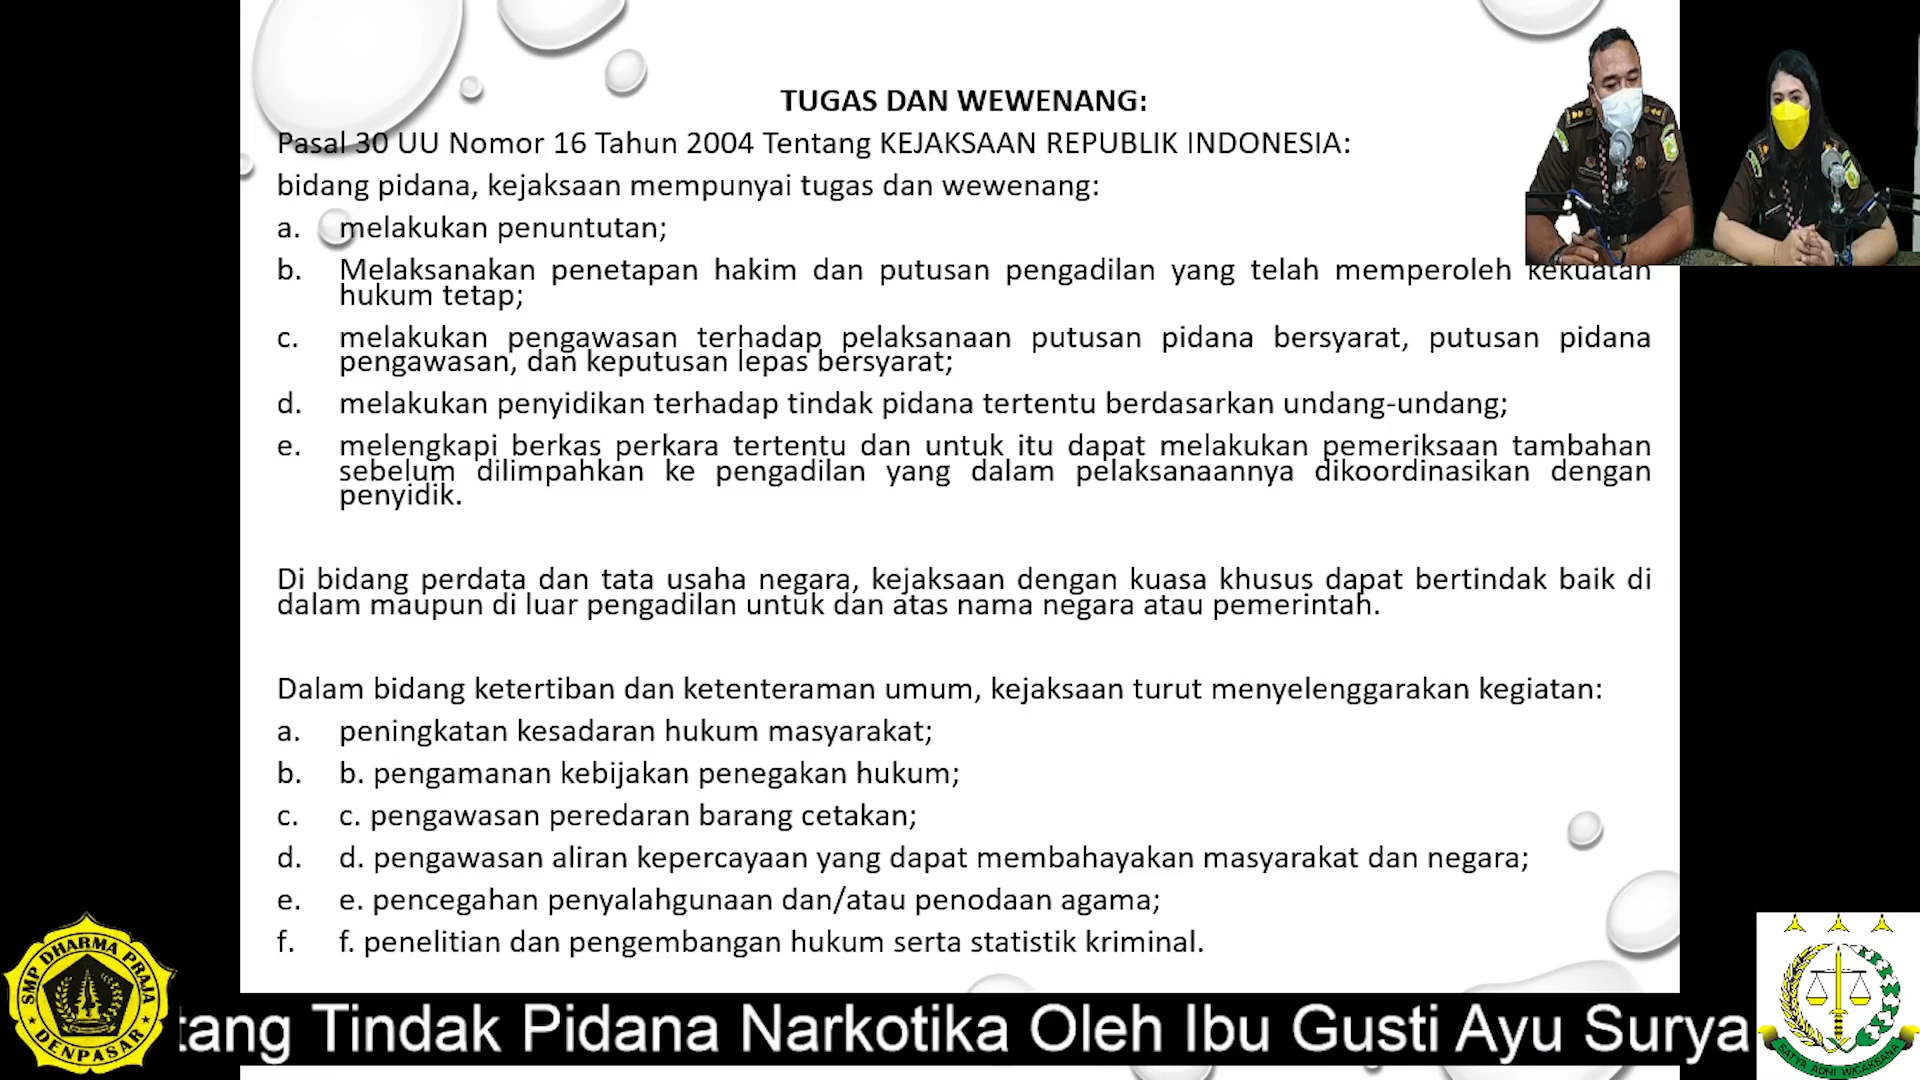 TUGAS DAN WEWENANG:
Pasal 30 UU Nomor 16 Tahun 2004 Tentang KEJAKSAAN REPUBLIK INDONESIA:
bidang pidana, kejaksaan mempunyai tugas dan wewenang:
a. melakukan penuntutan;
b. Melaksanakan penetapan hakim dan putusan pengadilan yang telah memperoleh kekuatan
hukum tetap;
c. melakukan pengawasan terhadap pelaksanaan putusan pidana bersyarat, putusan pidana
pengawasan, dan keputusan lepas bersyarat;
d. melakukan penyidikan terhadap tindak pidana tertentu berdasarkan undang-undang;
e. melengkapi berkas perkara tertentu dan untuk itu dapat melakukan pemeriksaan tambahan
sebelum dilimpahkan ke pengadilan yang dalam pelaksanaannya dikoordinasikan dengan
penyidik.
Di bidang perdata dan tata usaha negara, kejaksaan dengan kuasa khusus dapat bertindak baik di
dalam maupun di luar pengadilan untuk dan atas nama negara atau pemerintah.
Dalam bidang ketertiban dan ketenteraman umum, kejaksaan turut menyelenggarakan kegiatan:
a. peningkatan kesadaran hukum masyarakat;
b. b. pengamanan kebijakan penegakan hukum;
c. c. pengawasan peredaran barang cetakan;
d. d. pengawasan aliran kepercayaan yang dapat membahayakan masyarakat dan negara;
e. e. pencegahan penyalahgunaan dan/atau penodaan agama;
f. f. penelitian dan pengembangan hukum serta statistik kriminal.
SMP DHARMA PRAJA
DENPASAR
tang Tindak Pidana Narkotika Oleh Ibu Gusti Ayu Surya
SATYA ADHI WICAKSANA